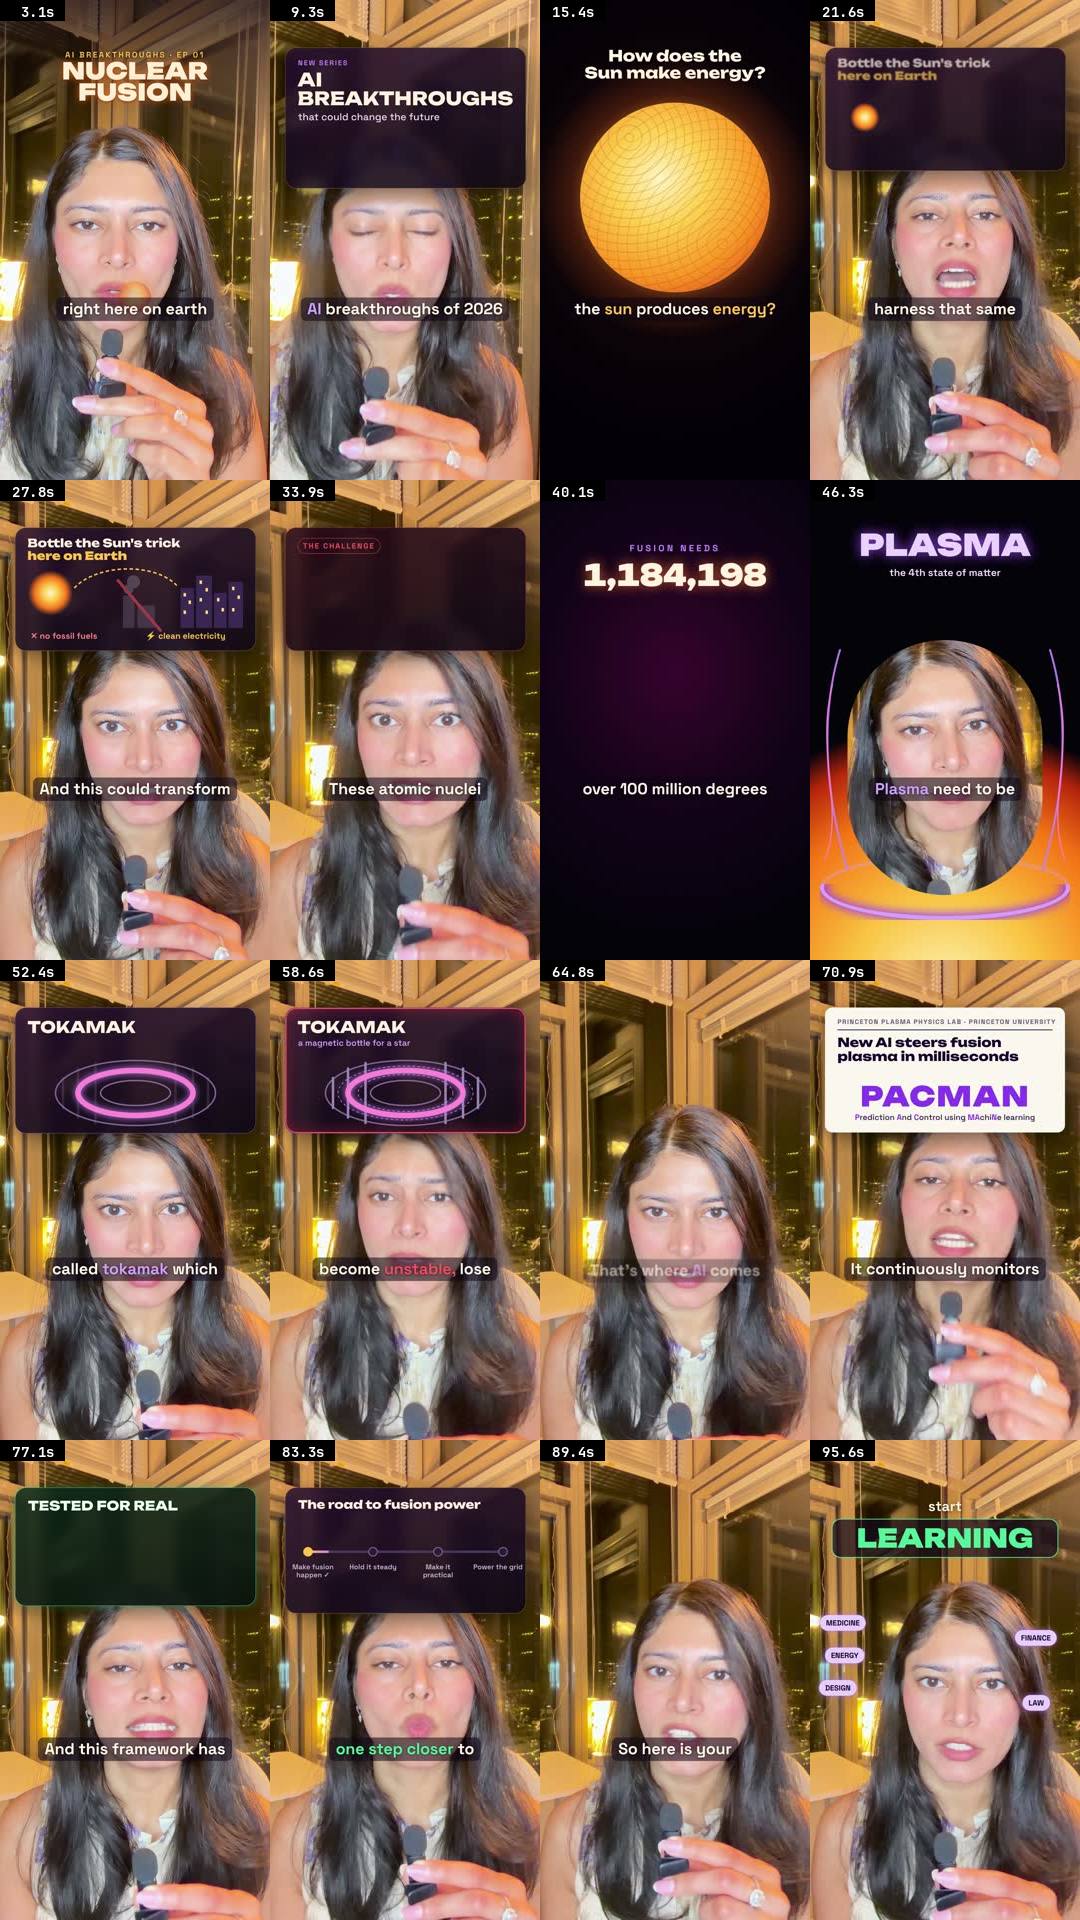 3.1s
AI BREAKTHROUGHS · EP 01
NUCLEAR
FUSION
right here on earth
9.3s
NEW SERIES
AI
BREAKTHROUGHS
that could change the future
AI breakthroughs of 2026
15.4s
How does the
Sun make energy?
the sun produces energy?
21.6s
Bottle the Sun's trick
here on Earth
harness that same
27.8s
Bottle the Sun's trick
here on Earth
✕ no fossil fuels
⚡ clean electricity
And this could transform
33.9s
THE CHALLENGE
These atomic nuclei
40.1s
FUSION NEEDS
1,184,198
over 100 million degrees
46.3s
PLASMA
the 4th state of matter
Plasma need to be
52.4s
TOKAMAK
called tokamak which
58.6s
TOKAMAK
a magnetic bottle for a star
become unstable, lose
64.8s
That's where AI comes
70.9s
PRINCETON PLASMA PHYSICS LAB · PRINCETON UNIVERSITY
New AI steers fusion
plasma in milliseconds
PACMAN
Prediction And Control using MAchiNe learning
It continuously monitors
77.1s
TESTED FOR REAL
And this framework has
83.3s
The road to fusion power
Make fusion
happen ✓
Hold it steady
Make it
practical
Power the grid
one step closer to
89.4s
So here is your
95.6s
start
LEARNING
MEDICINE
FINANCE
ENERGY
DESIGN
LAW